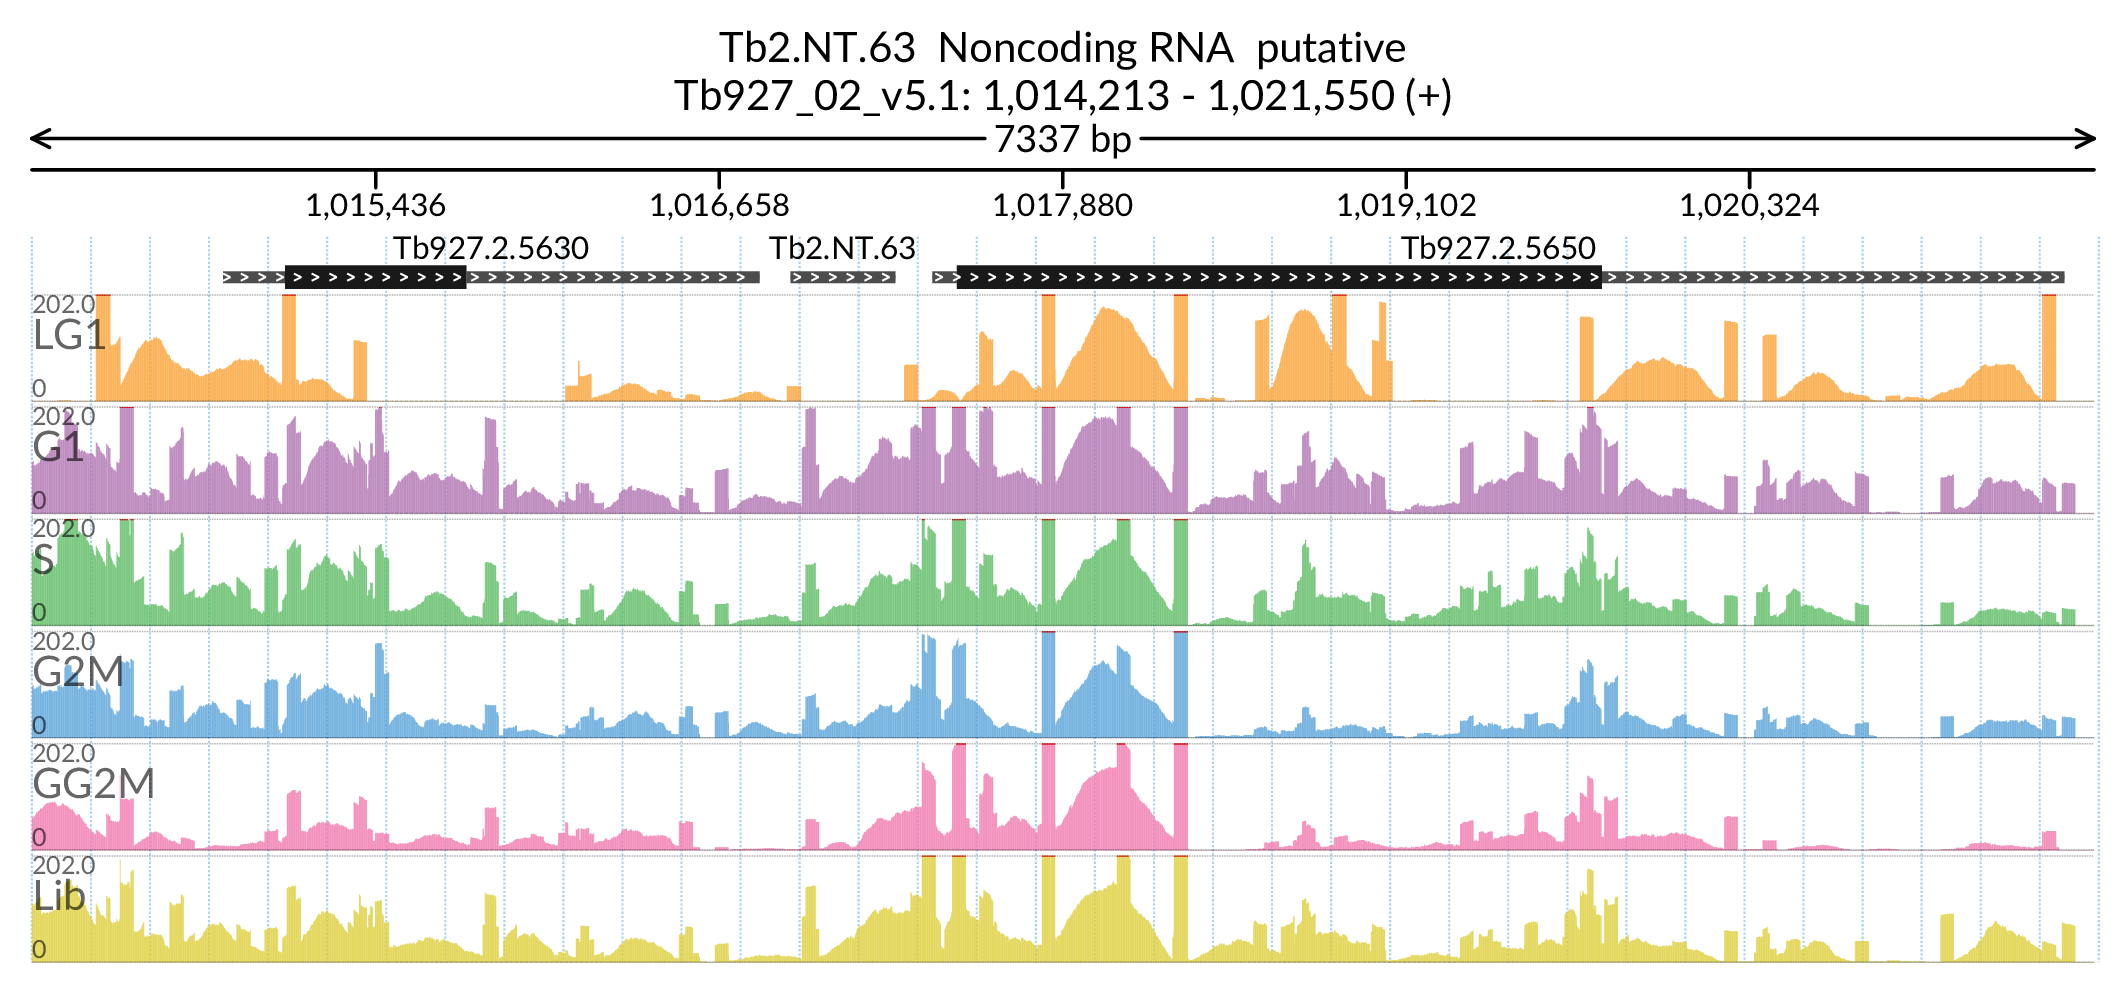 Tb2.NT.63 Noncoding RNA putative
Tb927_02_v5.1: 1,014,213 - 1,021,550 (+)
7337 bp
1,015,436 1,016,658 1,017,880 1,019,102 1,020,324
Tb927.2.5630 Tb2.NT.63 Tb927.2.5650
202.0
LG1
0
202.0
G1
0
202.0
S
0
202.0
G2M
0
202.0
GG2M
0
202.0
Lib
0